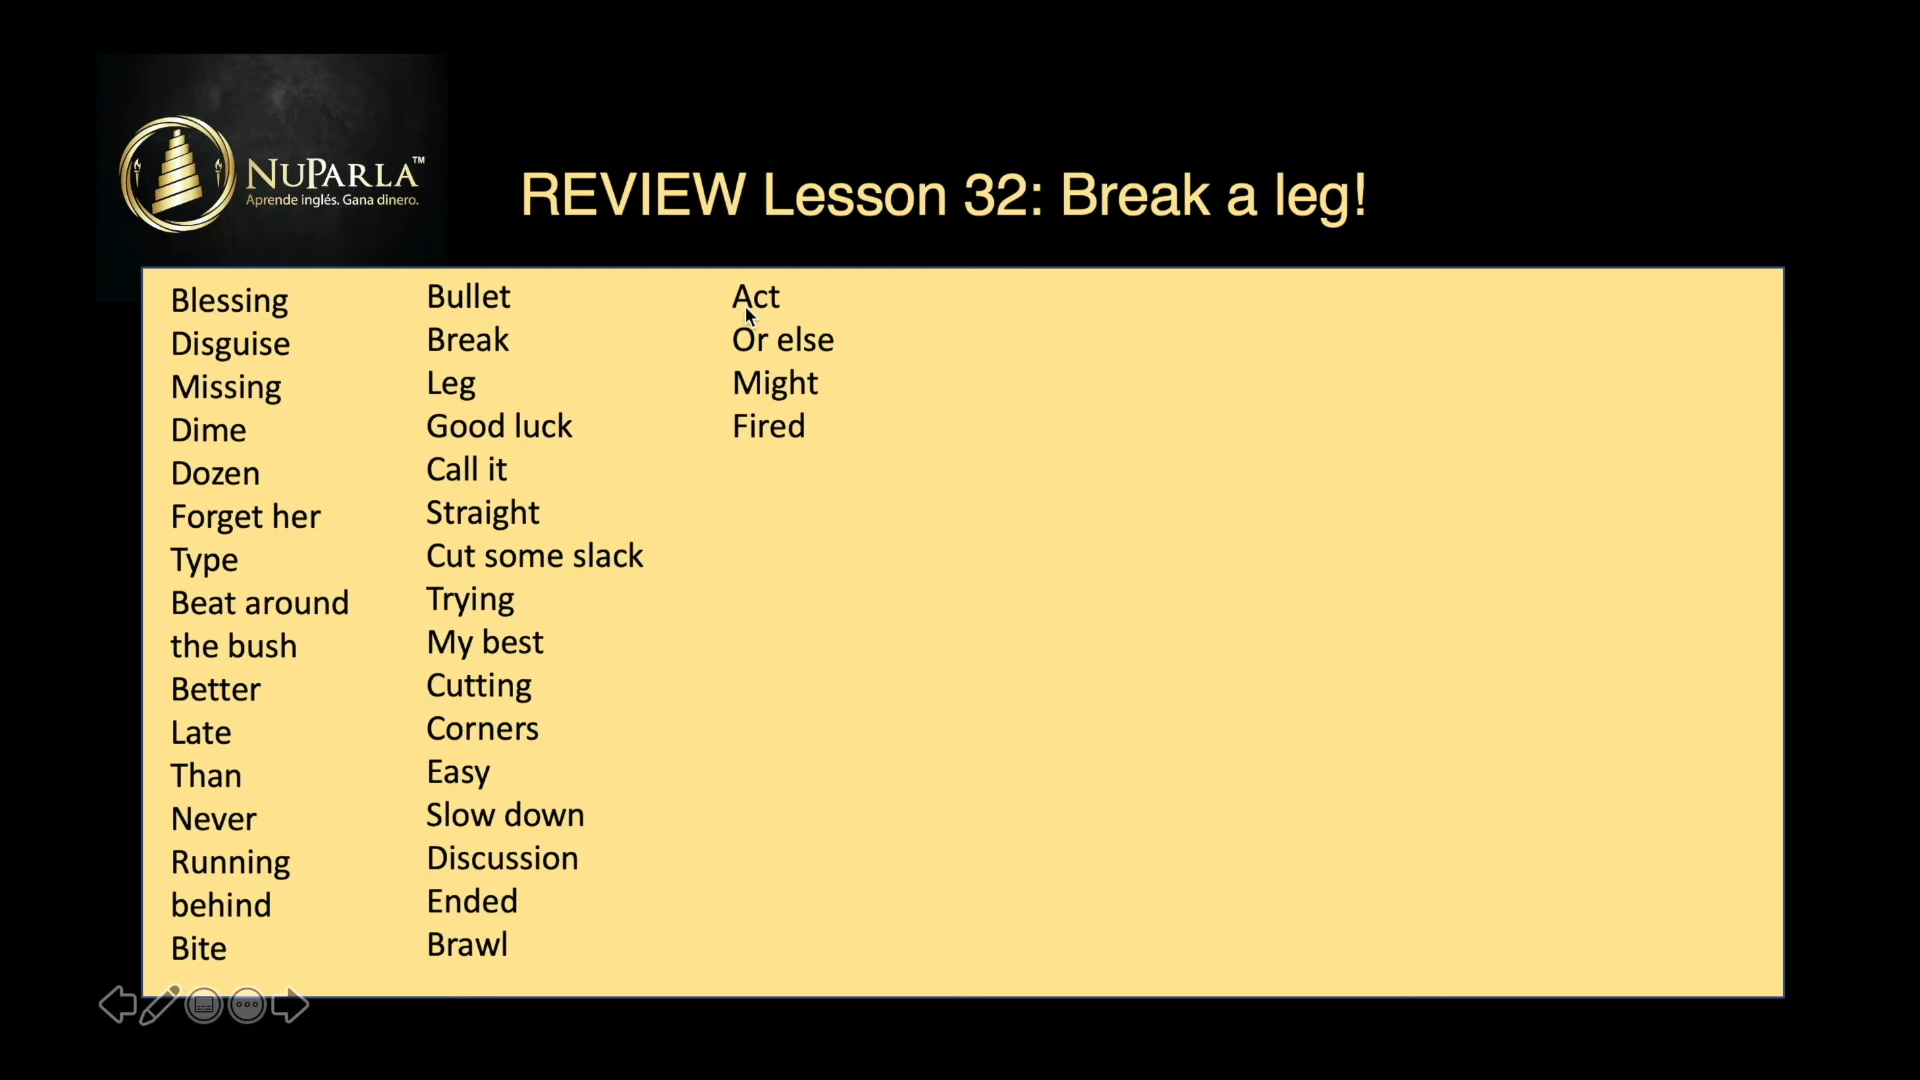 NUPARLA™
Aprende inglés. Gana dinero.
REVIEW Lesson 32: Break a leg!
Blessing
Disguise
Missing
Dime
Dozen
Forget her
Type
Beat around
the bush
Better
Late
Than
Never
Running
behind
Bite
Bullet
Break
Leg
Good luck
Call it
Straight
Cut some slack
Trying
My best
Cutting
Corners
Easy
Slow down
Discussion
Ended
Brawl
Act
Or else
Might
Fired